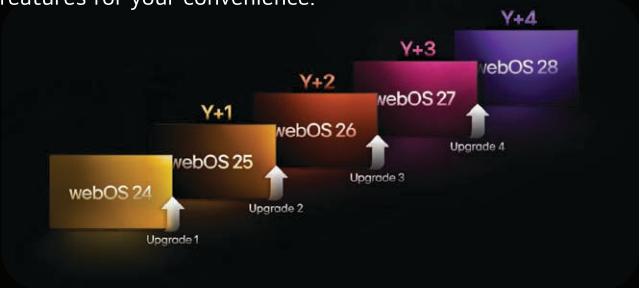 features for your convenience.
Y+4
webOS 28
Y+3
webOS 27
Upgrade 4
Y+2
webOS 26
Upgrade 3
Y+1
webOS 25
Upgrade 2
webOS 24
Upgrade 1